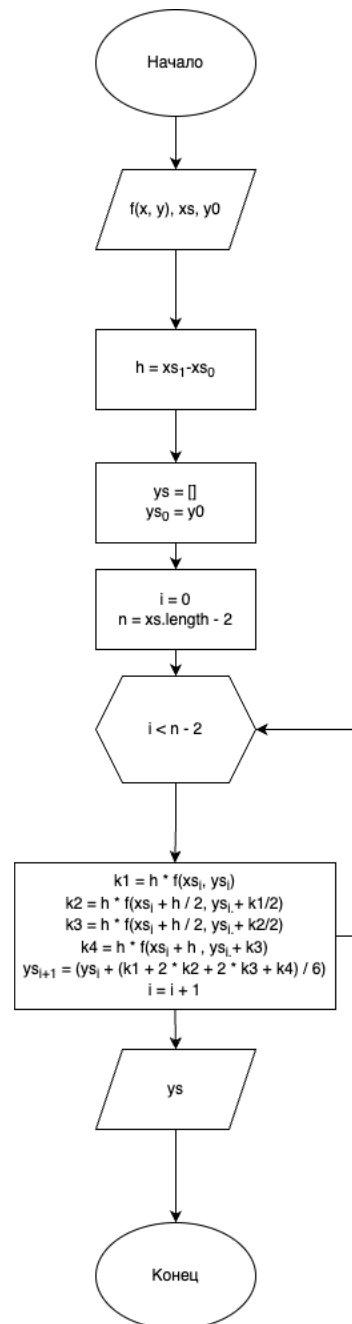 Начало
f(x, y), xs, y0
h = xs₁-xs₀
ys = []
ys₀ = y0
i = 0
n = xs.length - 2
i < n - 2
k1 = h * f(xsᵢ, ysᵢ)
k2 = h * f(xsᵢ + h / 2, ysᵢ.+ k1/2)
k3 = h * f(xsᵢ + h / 2, ysᵢ.+ k2/2)
k4 = h * f(xsᵢ + h , ysᵢ.+ k3)
ysᵢ₊₁ = (ysᵢ + (k1 + 2 * k2 + 2 * k3 + k4) / 6)
i = i + 1
ys
Конец